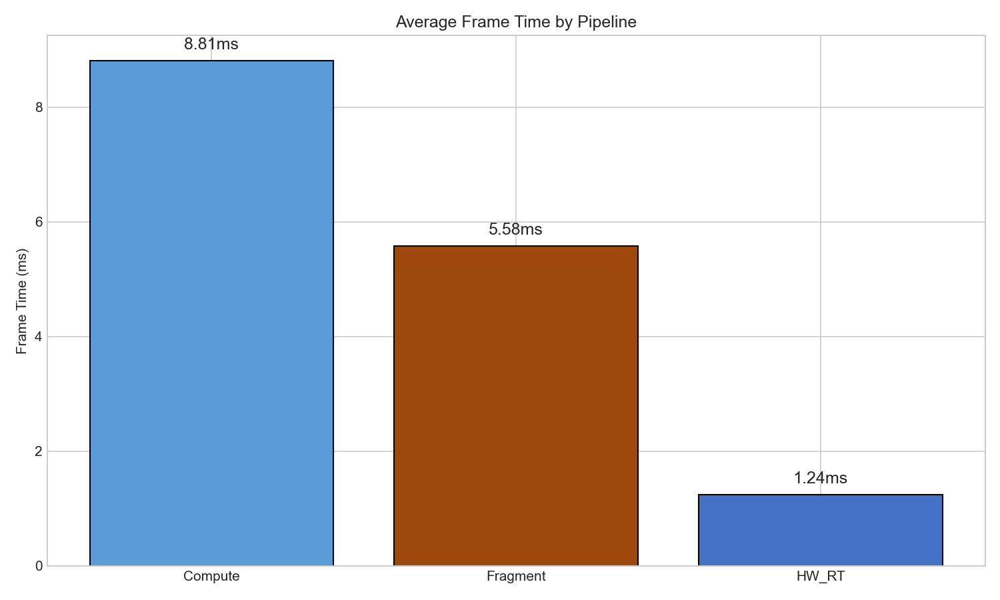 Average Frame Time by Pipeline
8.81ms
8
6
5.58ms
Frame Time (ms)
4
2
1.24ms
0
Compute
Fragment
HW_RT